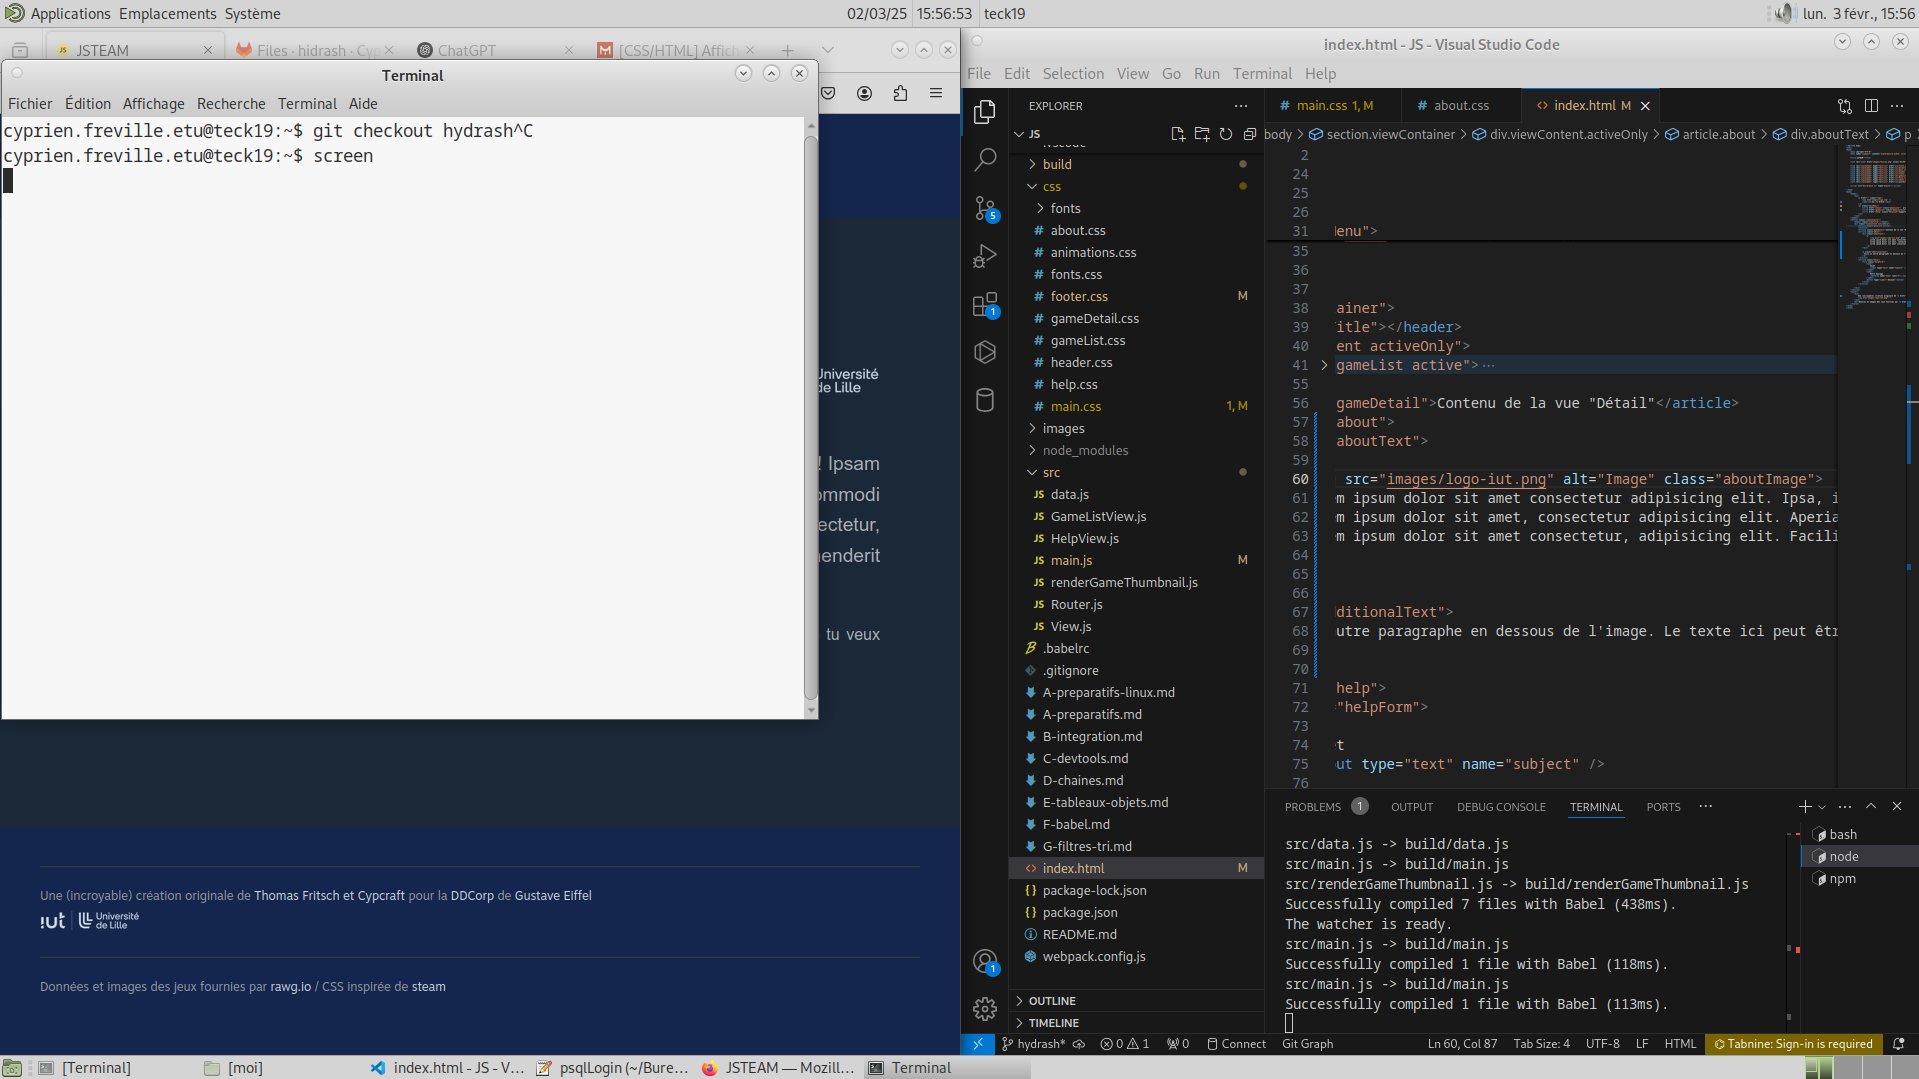 Applications Emplacements Système
02/03/25 15:56:53 teck19
lun. 3 févr., 15:56
JSTEAM
Files · hidrash · Cyp
ChatGPT
[CSS/HTML] Affich
Terminal
Fichier Édition Affichage Recherche Terminal Aide
cyprien.freville.etu@teck19:~$ git checkout hydrash^C
cyprien.freville.etu@teck19:~$ screen
Université
de Lille
! Ipsam
ommodi
ectetur,
enderit
tu veux
Une (incroyable) création originale de Thomas Fritsch et Cypcraft pour la DDCorp de Gustave Eiffel
iut Université
de Lille
Données et images des jeux fournies par rawg.io / CSS inspirée de steam
index.html - JS - Visual Studio Code
File Edit Selection View Go Run Terminal Help
5
1
1
EXPLORER
JS
build
css
fonts
# about.css
# animations.css
# fonts.css
# footer.css M
# gameDetail.css
# gameList.css
# header.css
# help.css
# main.css 1, M
images
node_modules
src
JS data.js
JS GameListView.js
JS HelpView.js
JS main.js M
JS renderGameThumbnail.js
JS Router.js
JS View.js
.babelrc
.gitignore
A-preparatifs-linux.md
A-preparatifs.md
B-integration.md
C-devtools.md
D-chaines.md
E-tableaux-objets.md
F-babel.md
G-filtres-tri.md
<> index.html M
{} package-lock.json
{} package.json
README.md
webpack.config.js
OUTLINE
TIMELINE
# main.css 1, M
# about.css
<> index.html M
body > section.viewContainer > div.viewContent.activeOnly > article.about > div.aboutText > p
2
24
25
26
31 enu">
35
36
37
38 ainer">
39 itle"></header>
40 ent activeOnly">
41 gameList active">···
55
56 gameDetail">Contenu de la vue "Détail"</article>
57 about">
58 aboutText">
59
60 src="images/logo-iut.png" alt="Image" class="aboutImage">
61 m ipsum dolor sit amet consectetur adipisicing elit. Ipsa, i
62 m ipsum dolor sit amet, consectetur adipisicing elit. Aperia
63 m ipsum dolor sit amet consectetur, adipisicing elit. Facili
64
65
66
67 ditionalText">
68 utre paragraphe en dessous de l'image. Le texte ici peut êtr
69
70
71 help">
72 "helpForm">
73
74 t
75 ut type="text" name="subject" />
76
PROBLEMS 1 OUTPUT DEBUG CONSOLE TERMINAL PORTS
src/data.js -> build/data.js
src/main.js -> build/main.js
src/renderGameThumbnail.js -> build/renderGameThumbnail.js
Successfully compiled 7 files with Babel (438ms).
The watcher is ready.
src/main.js -> build/main.js
Successfully compiled 1 file with Babel (118ms).
src/main.js -> build/main.js
Successfully compiled 1 file with Babel (113ms).
bash
node
npm
hydrash* 0 1 0 Connect Git Graph
Ln 60, Col 87 Tab Size: 4 UTF-8 LF HTML Tabnine: Sign-in is required
[Terminal]
[moi]
index.html - JS - V...
psqlLogin (~/Bure...
JSTEAM — Mozill...
Terminal